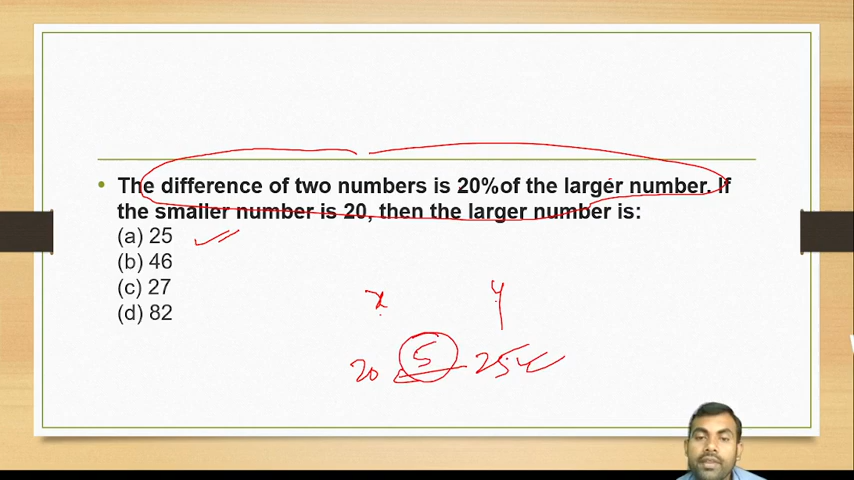 • The difference of two numbers is 20%of the larger number. If
the smaller number is 20, then the larger number is:
(a) 25
(b) 46
(c) 27
(d) 82
x y
20 5 25